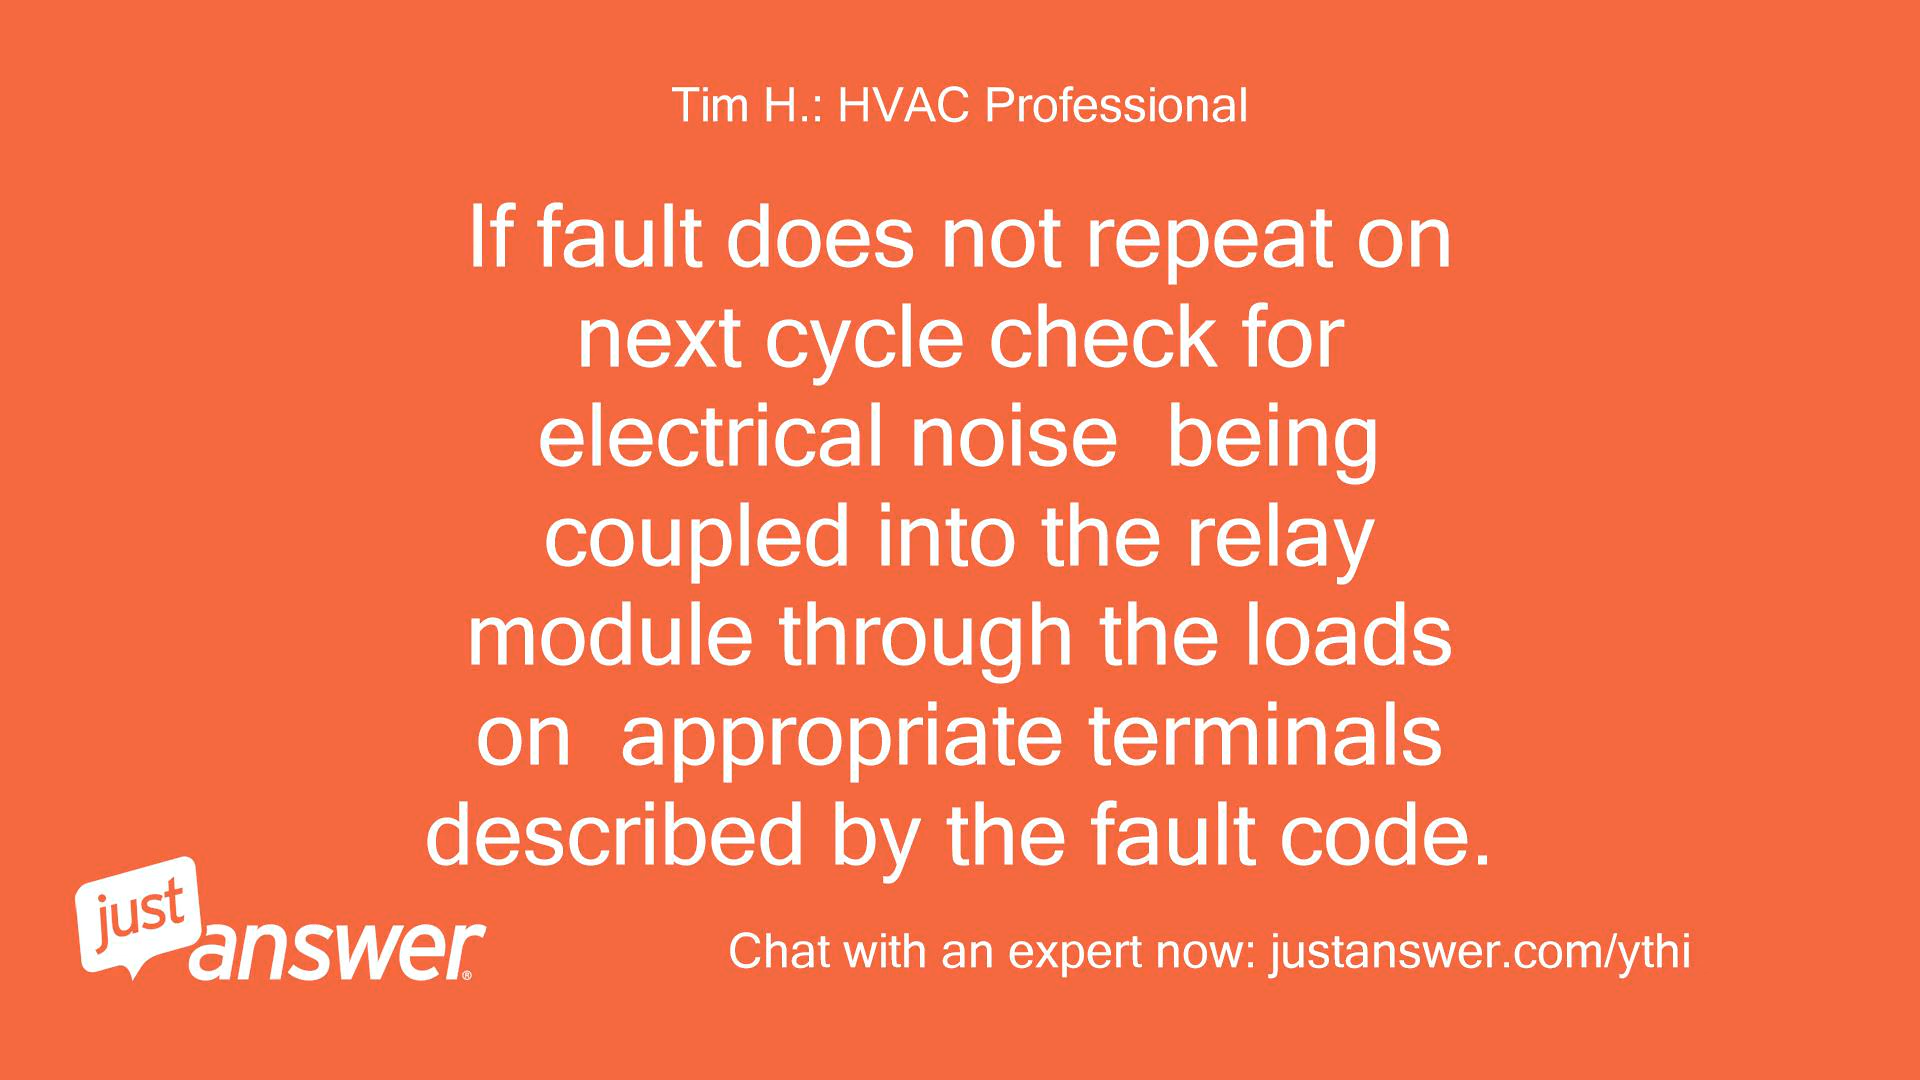 Tim H.: HVAC Professional
If fault does not repeat on
next cycle check for
electrical noise  being
coupled into the relay
module through the loads
on  appropriate terminals
described by the fault code.
just
answer®
Chat with an expert now: justanswer.com/ythi